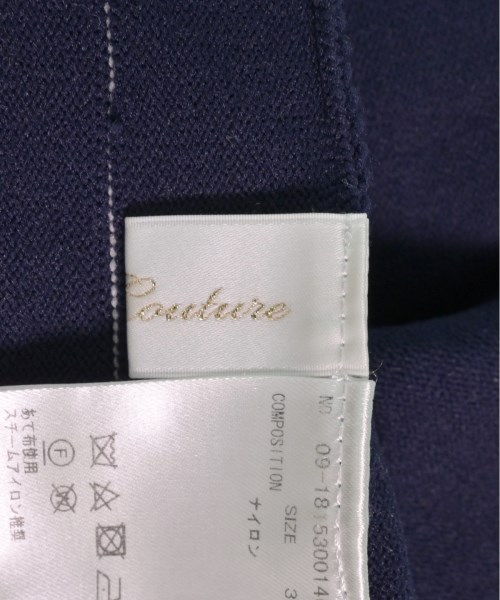 Couture
NO 09-18 1530014
SIZE 3
COMPOSITION
ナイロン
F
あて布使用
スチームアイロン推奨